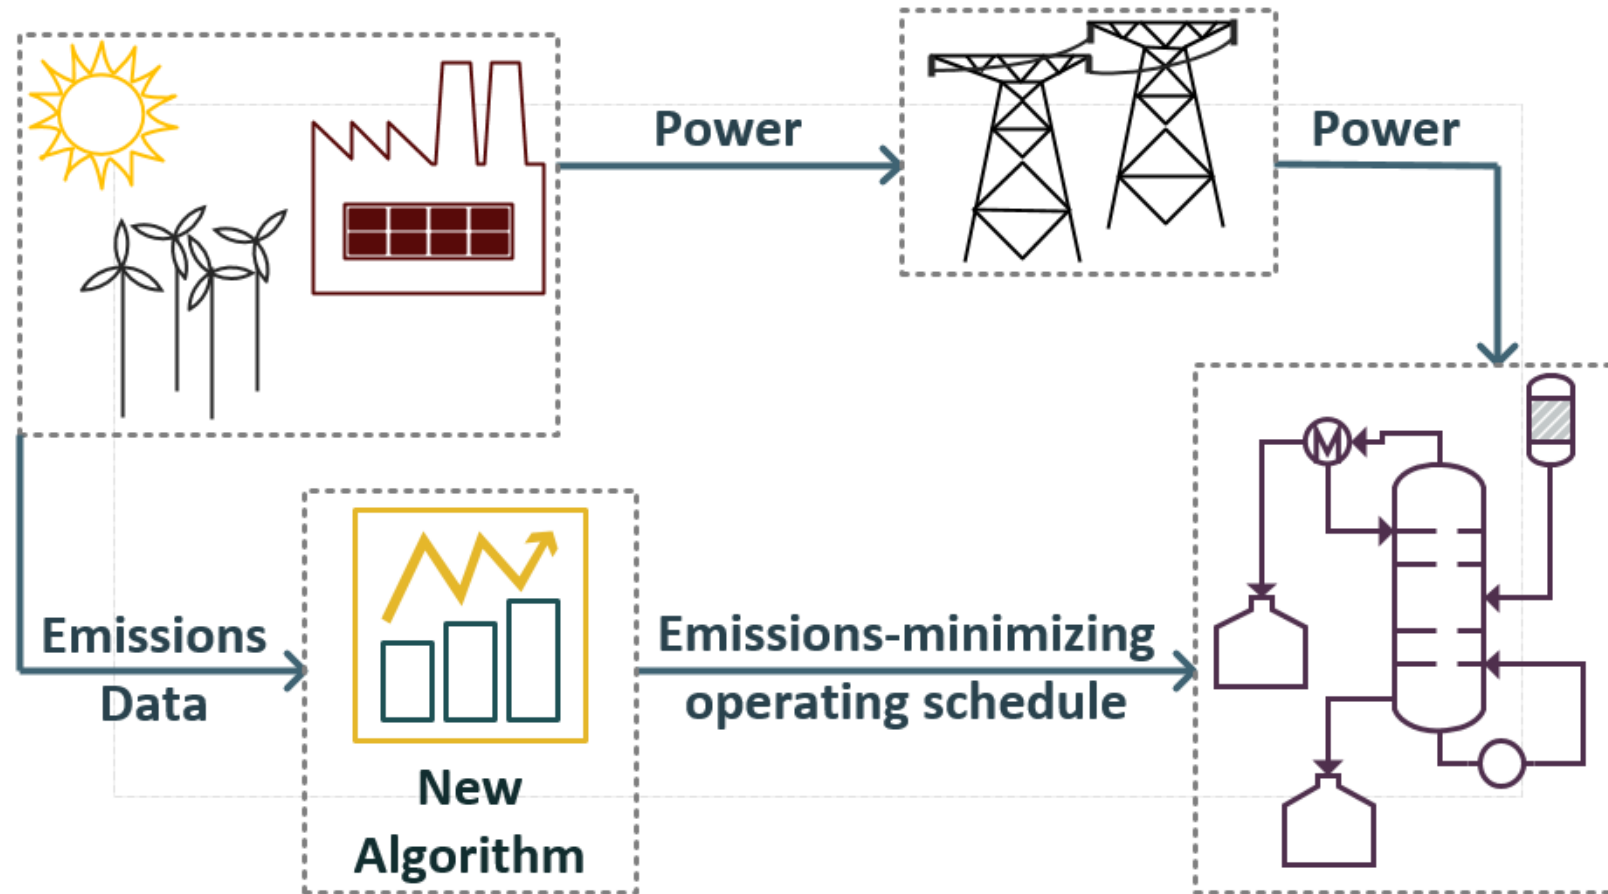 Power
Power
Emissions
Data
Emissions-minimizing
operating schedule
New
Algorithm